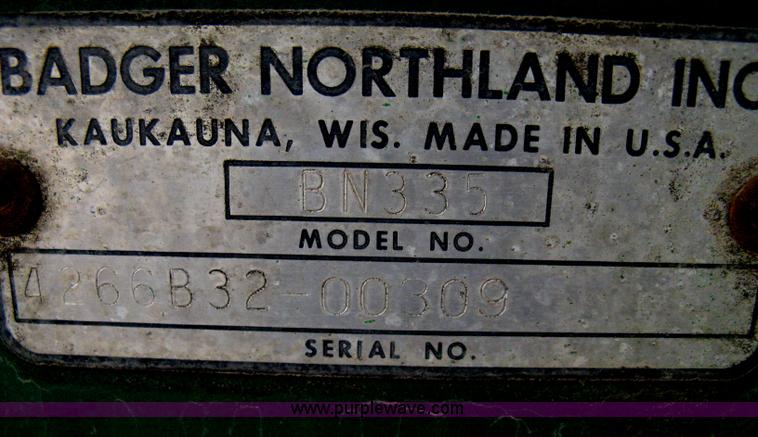 BADGER NORTHLAND INC
KAUKAUNA, WIS. MADE IN U.S.A.
BN335
MODEL NO.
4266B32-00309
SERIAL NO.
www.purplewave.com